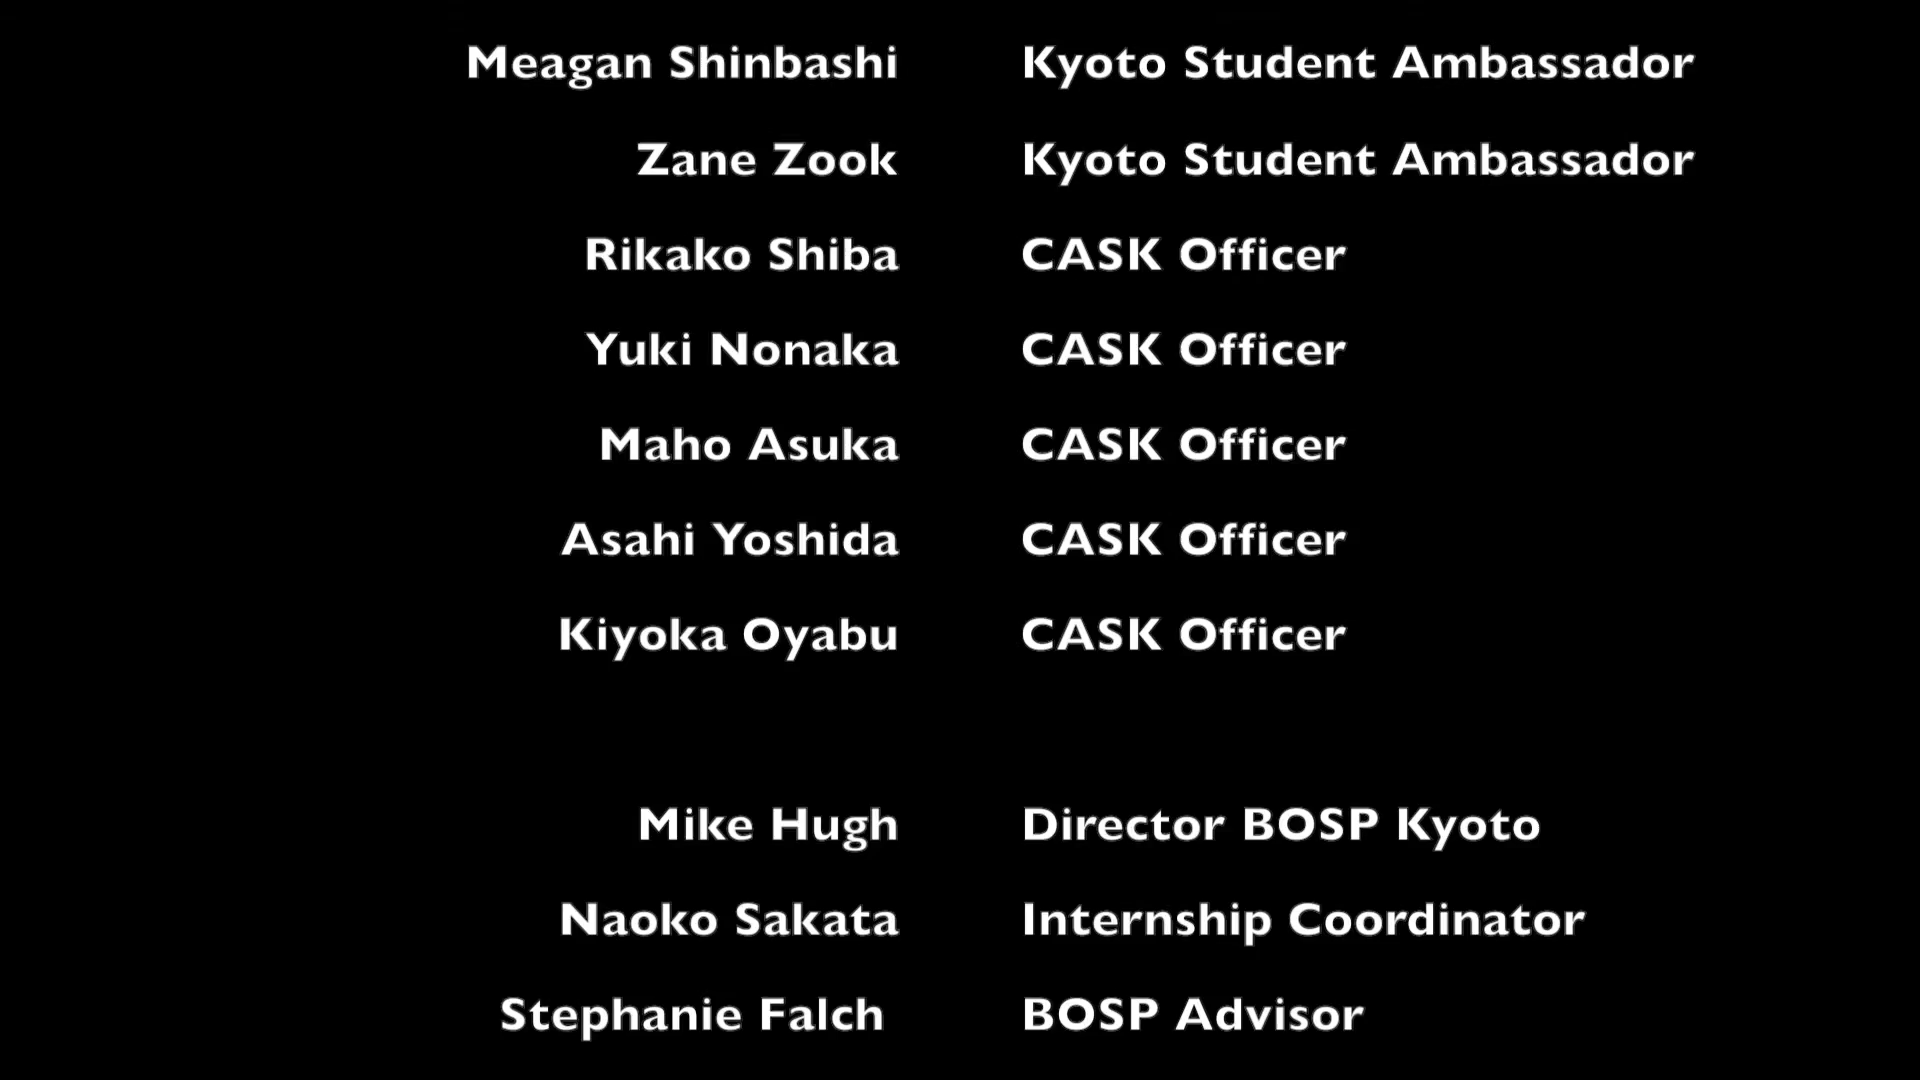 Meagan Shinbashi Kyoto Student Ambassador
Zane Zook Kyoto Student Ambassador
Rikako Shiba CASK Officer
Yuki Nonaka CASK Officer
Maho Asuka CASK Officer
Asahi Yoshida CASK Officer
Kiyoka Oyabu CASK Officer
Mike Hugh Director BOSP Kyoto
Naoko Sakata Internship Coordinator
Stephanie Falch BOSP Advisor